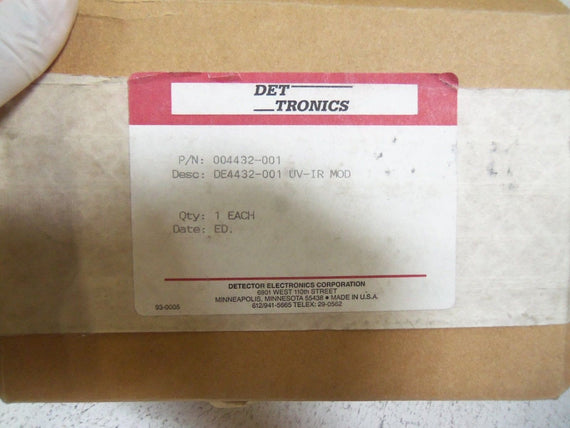 DET
TRONICS
P/N: 004432-001
Desc: DE4432-001 UV-IR MOD
Qty: 1 EACH
Date: ED.
DETECTOR ELECTRONICS CORPORATION
6901 WEST 110th STREET
MINNEAPOLIS, MINNESOTA 55438 • MADE IN U.S.A.
612/941-5665 TELEX: 29-0562
93-0005